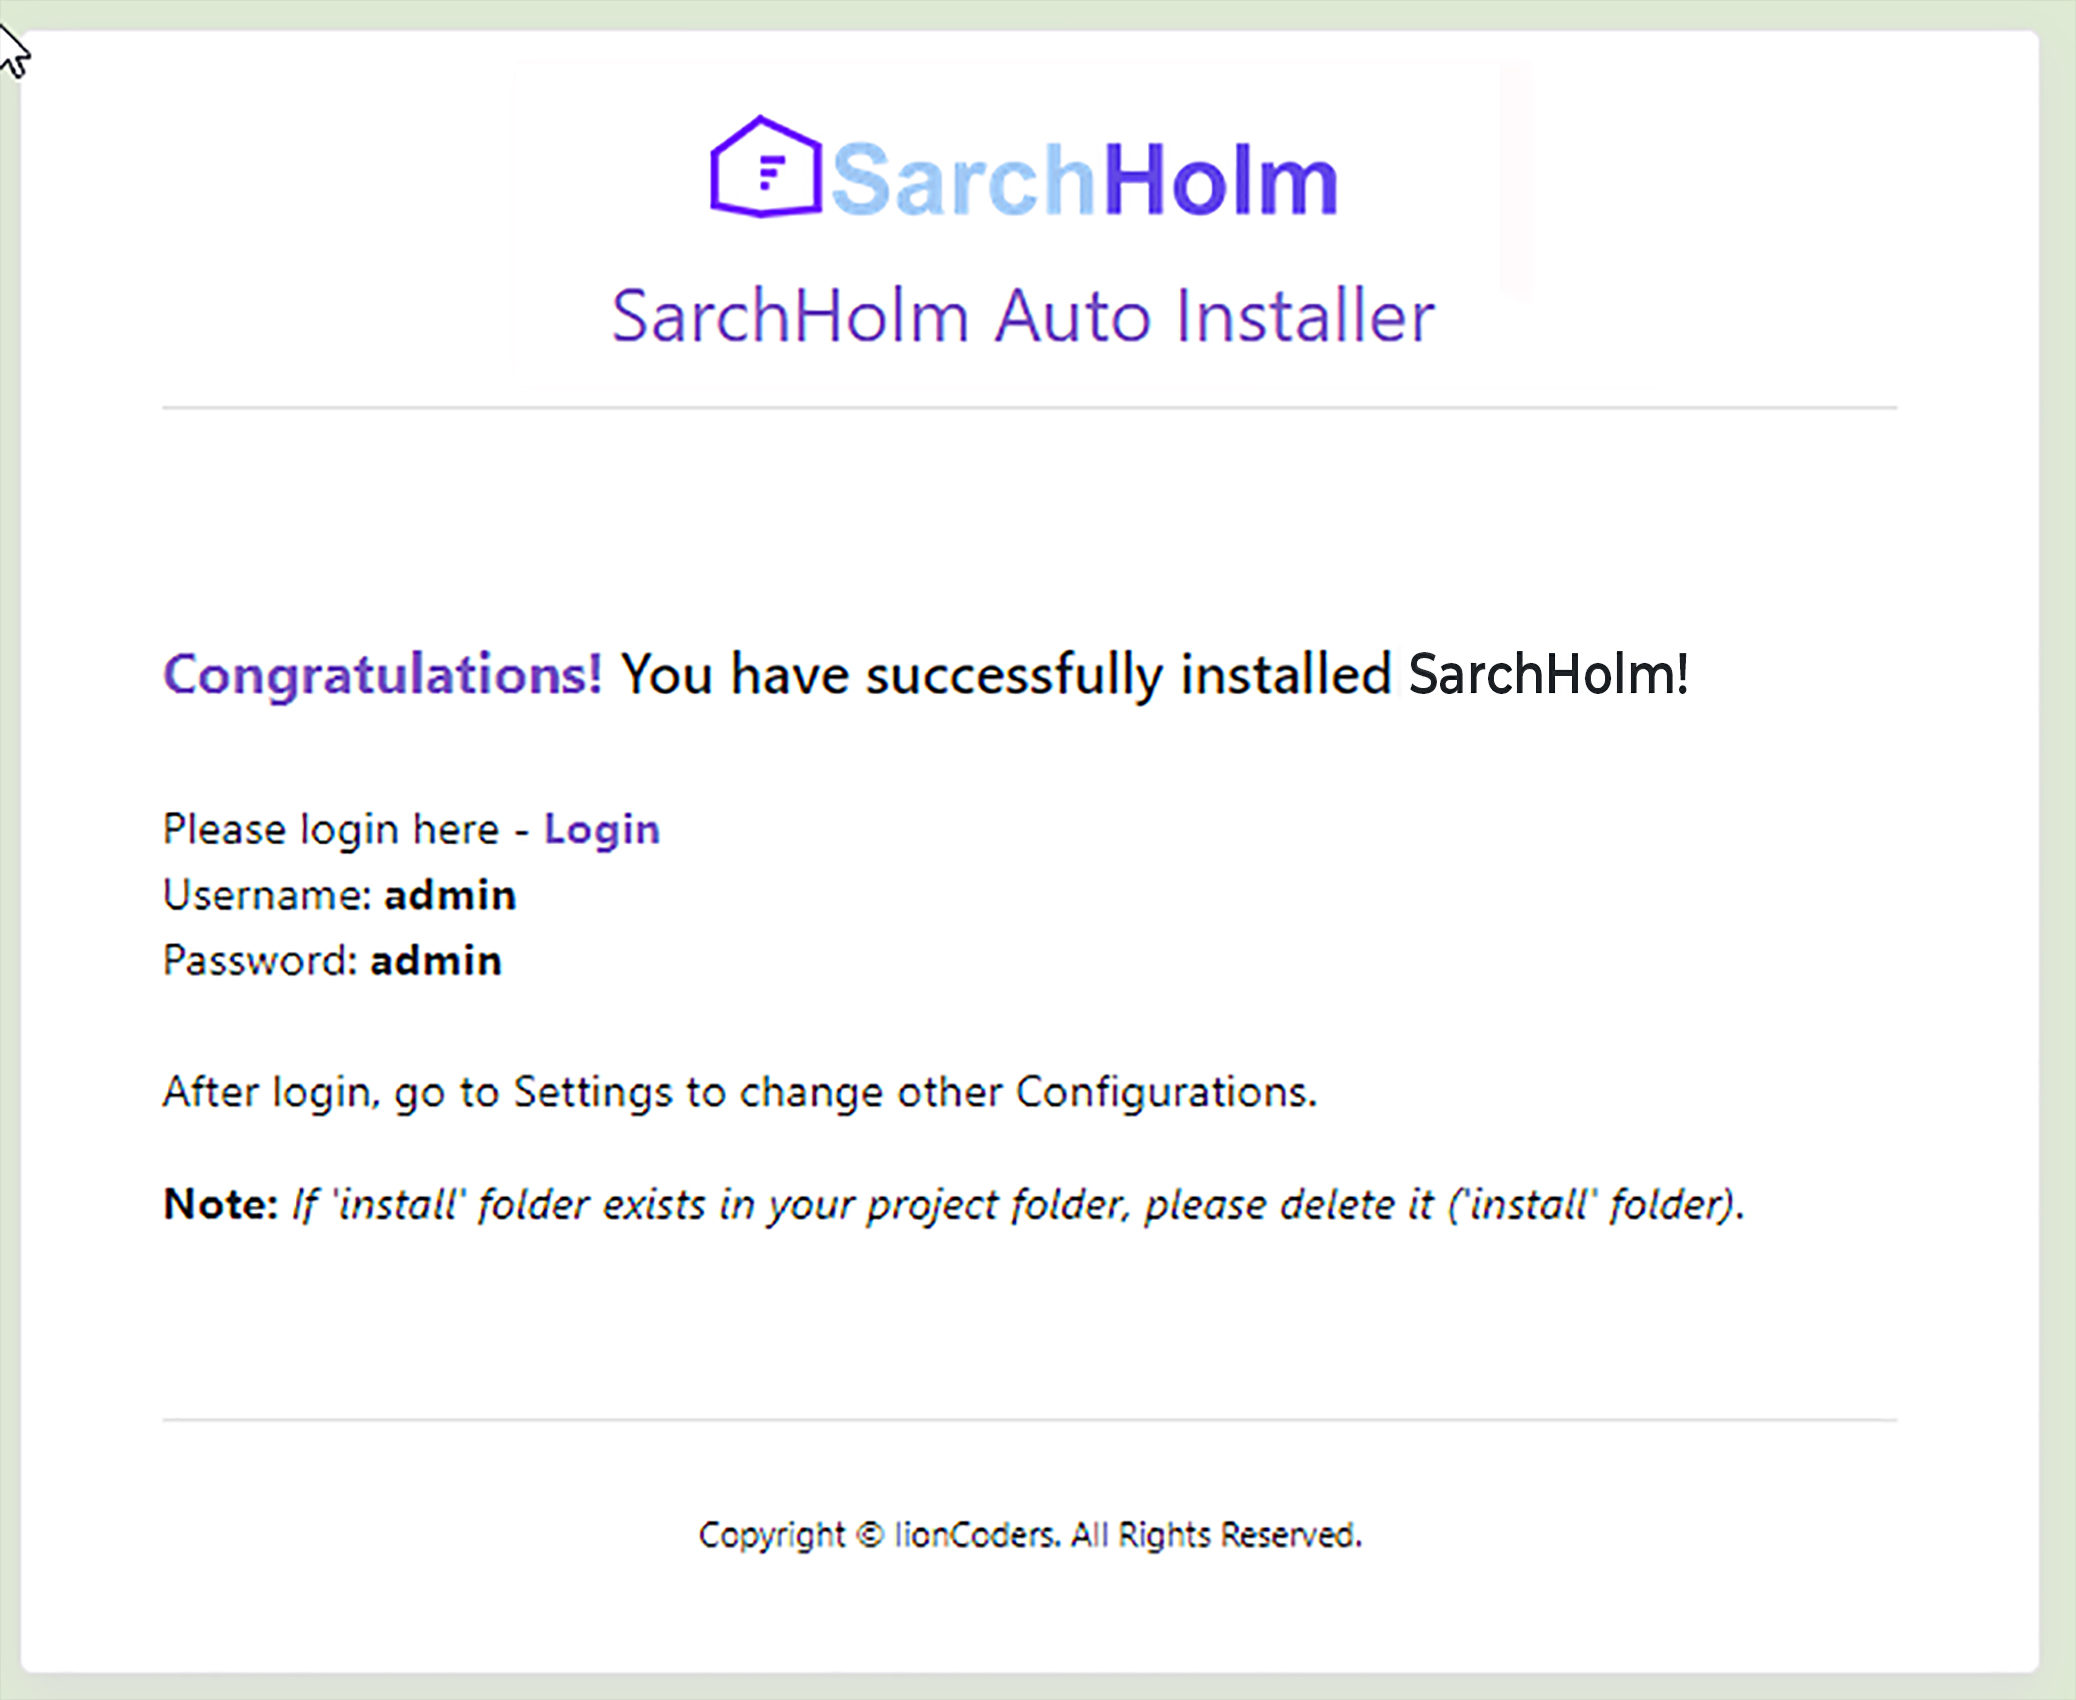 SarchHolm
SarchHolm Auto Installer
Congratulations! You have successfully installed SarchHolm!
Please login here - Login
Username: admin
Password: admin
After login, go to Settings to change other Configurations.
Note: If 'install' folder exists in your project folder, please delete it ('install' folder).
Copyright © lionCoders. All Rights Reserved.